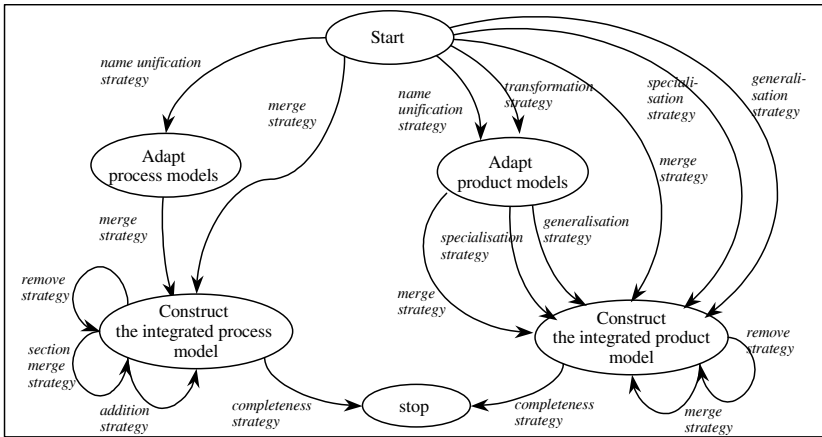 Start
name unification
strategy
merge
strategy
name
unification
strategy
transformation
strategy
speciali-
sation
strategy
generali-
sation
strategy
Adapt
process models
Adapt
product models
merge
strategy
merge
strategy
specialisation
strategy
generalisation
strategy
merge
strategy
remove
strategy
Construct
the integrated process
model
Construct
the integrated product
model
remove
strategy
section
merge
strategy
addition
strategy
completeness
strategy
stop
completeness
strategy
merge
strategy